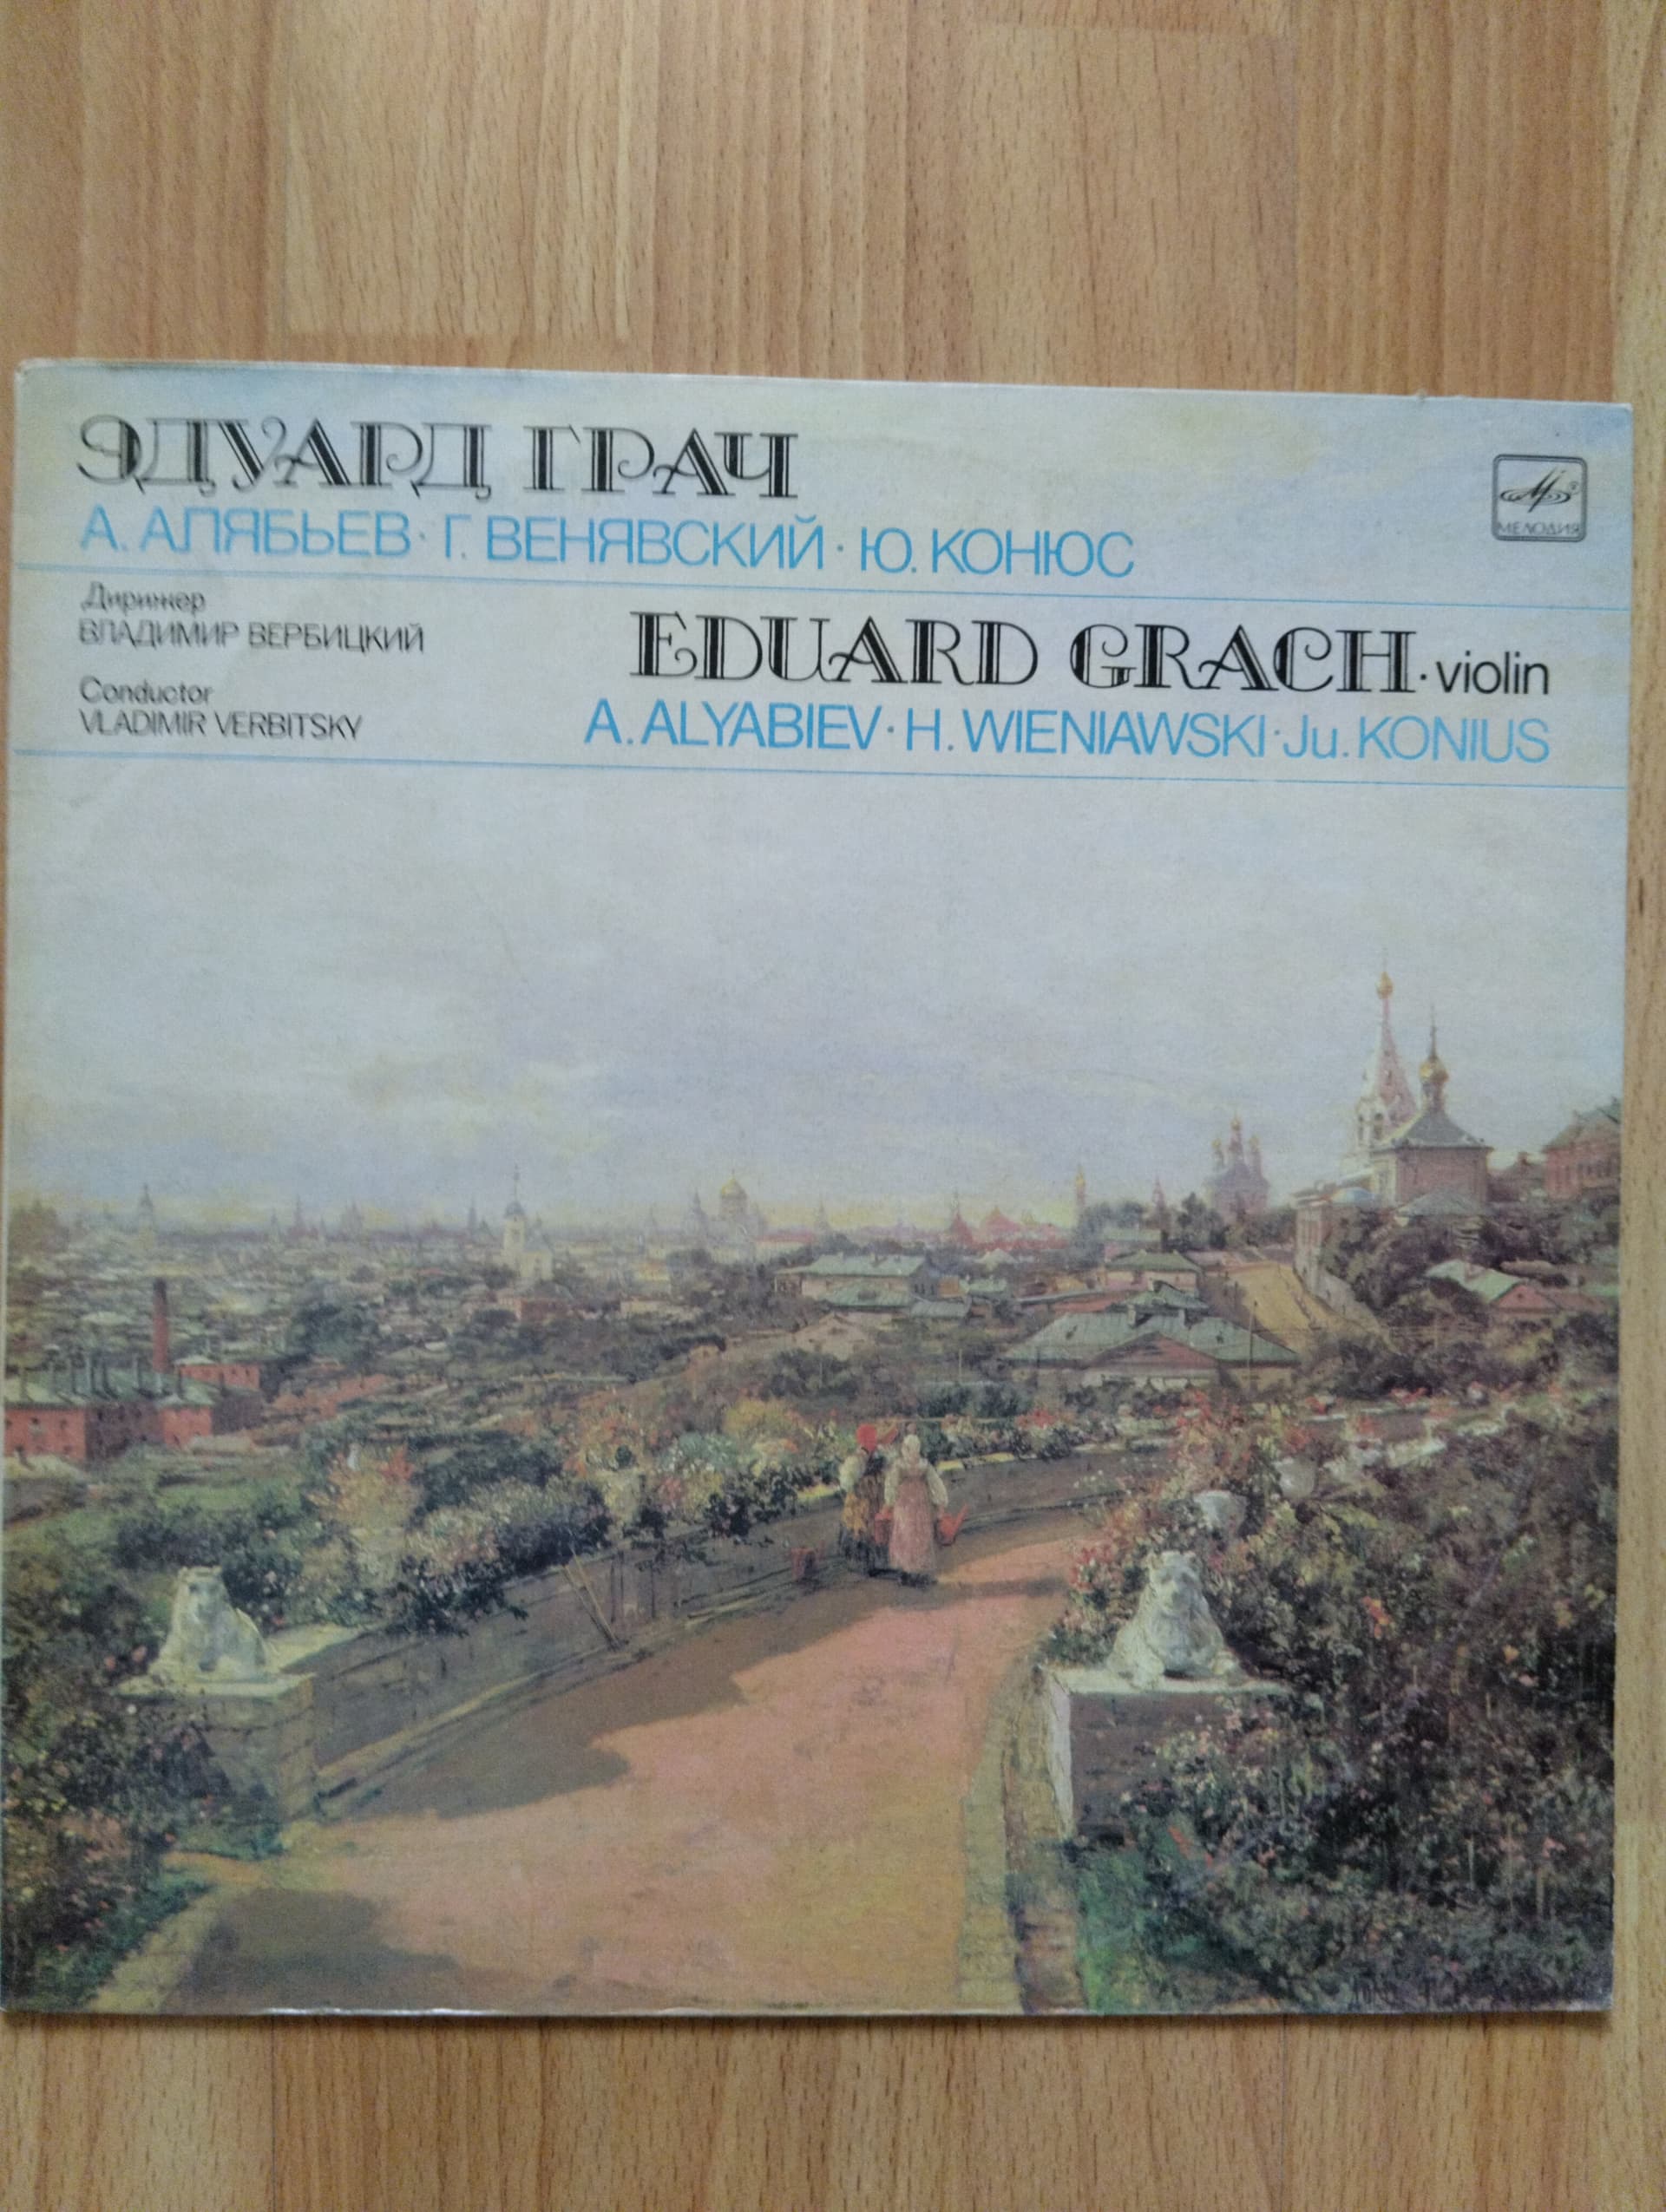 ЭДУАРД ГРАЧ
А. АЛЯБЬЕВ · Г. ВЕНЯВСКИЙ · Ю. КОНЮС
МЕЛОДИЯ
Дирижер
ВЛАДИМИР ВЕРБИЦКИЙ
Conductor
VLADIMIR VERBITSKY
EDUARD GRACH · violin
A. ALYABIEV · H. WIENIAWSKI · Ju. KONIUS